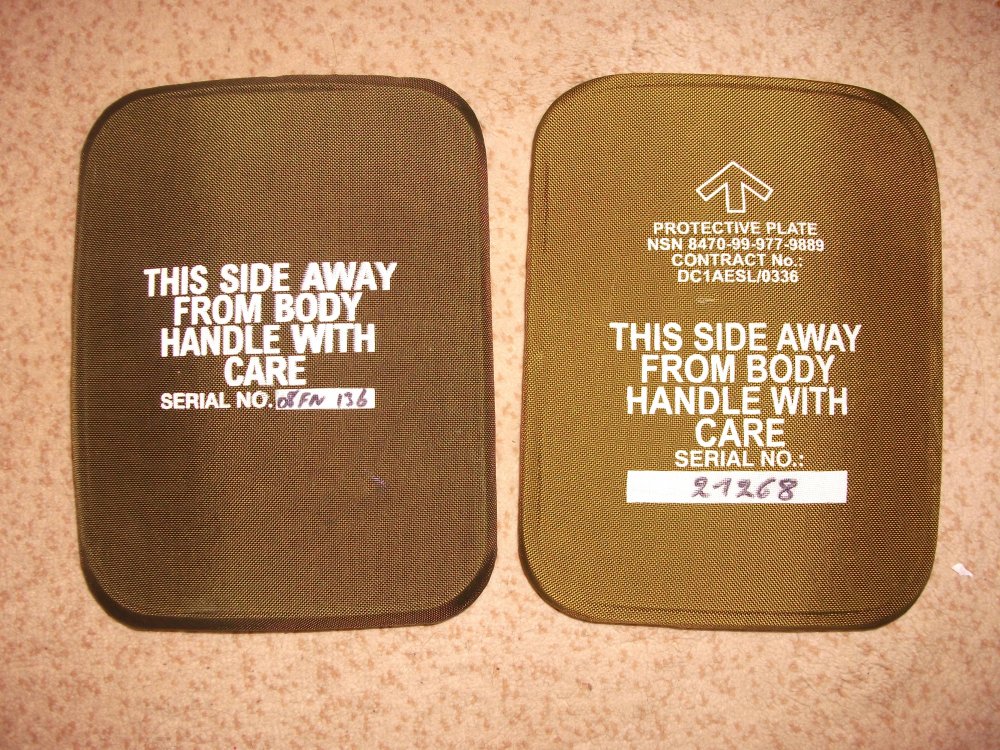 THIS SIDE AWAY
FROM BODY
HANDLE WITH
CARE
SERIAL NO. 08FN 136
PROTECTIVE PLATE
NSN 8470-99-977-9889
CONTRACT No.:
DC1AESL/0336
THIS SIDE AWAY
FROM BODY
HANDLE WITH
CARE
SERIAL NO.:
21268